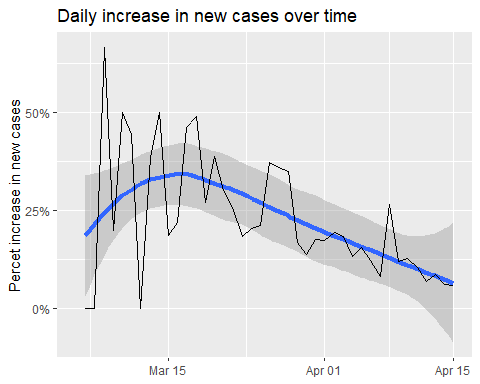 Daily increase in new cases over time
Percet increase in new cases
50%
25%
0%
Mar 15
Apr 01
Apr 15